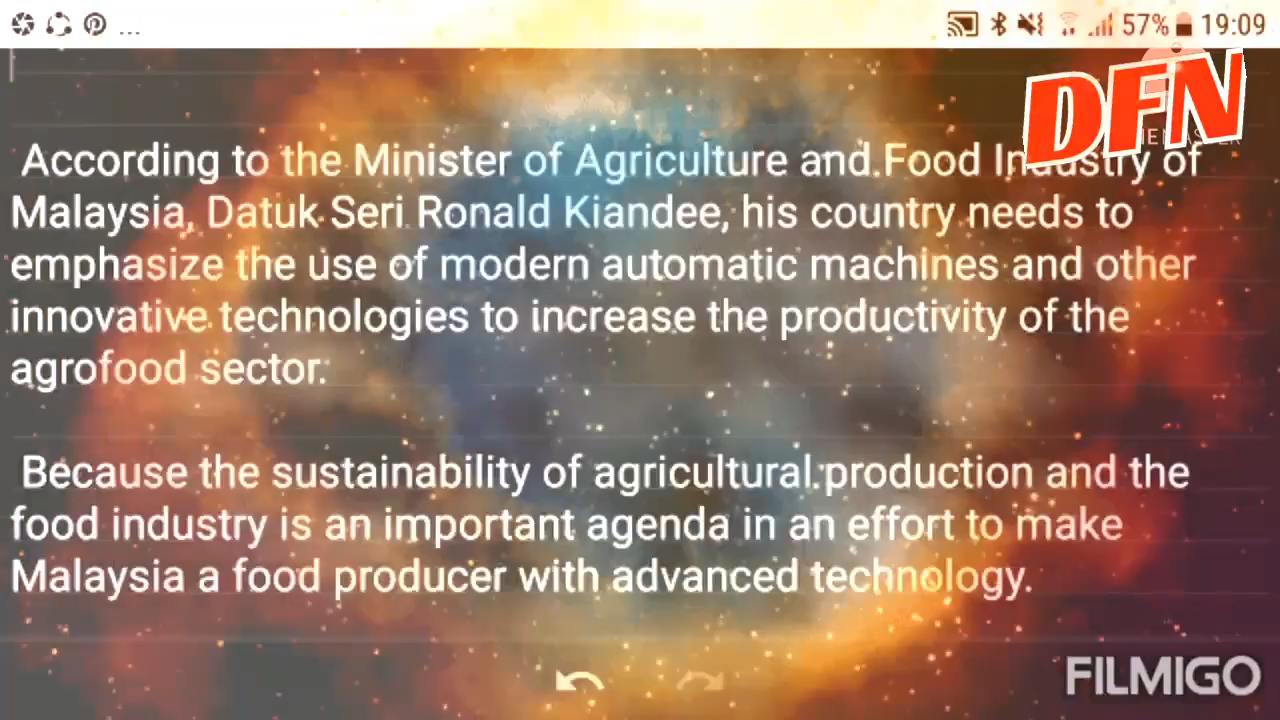 ... 57% 19:09
DFN
According to the Minister of Agriculture and Food Industry of
Malaysia, Datuk Seri Ronald Kiandee, his country needs to
emphasize the use of modern automatic machines and other
innovative technologies to increase the productivity of the
agrofood sector.
Because the sustainability of agricultural production and the
food industry is an important agenda in an effort to make
Malaysia a food producer with advanced technology.
FILMIGO